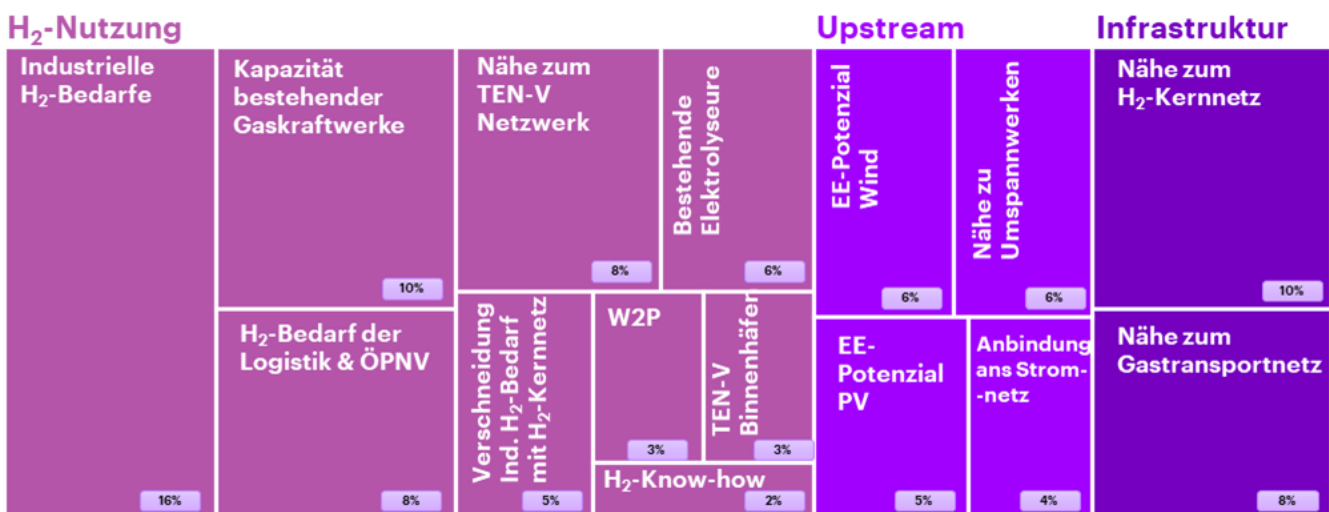 H₂-Nutzung
Industrielle
H₂-Bedarfe
16%
Kapazität
bestehender
Gaskraftwerke
10%
H₂-Bedarf der
Logistik & ÖPNV
8%
Nähe zum
TEN-V
Netzwerk
8%
Bestehende
Elektrolyseure
6%
Verschneidung
Ind. H₂-Bedarf
mit H₂-Kernnetz
5%
W2P
3%
TEN-V
Binnenhäfen
3%
H₂-Know-how
2%
Upstream
EE-Potenzial
Wind
6%
Nähe zu
Umspannwerken
6%
EE-
Potenzial
PV
5%
Anbindung
ans Strom-
-netz
4%
Infrastruktur
Nähe zum
H₂-Kernnetz
10%
Nähe zum
Gastransportnetz
8%